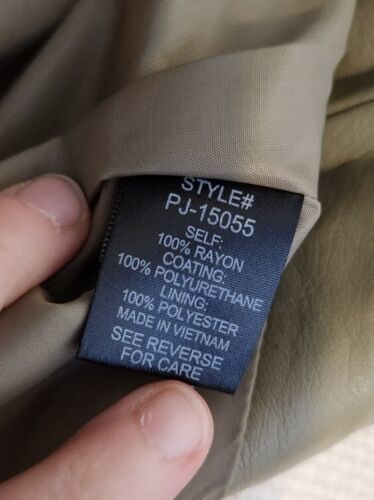 STYLE#
PJ-15055
SELF:
100% RAYON
COATING:
100% POLYURETHANE
LINING:
100% POLYESTER
MADE IN VIETNAM
SEE REVERSE
FOR CARE